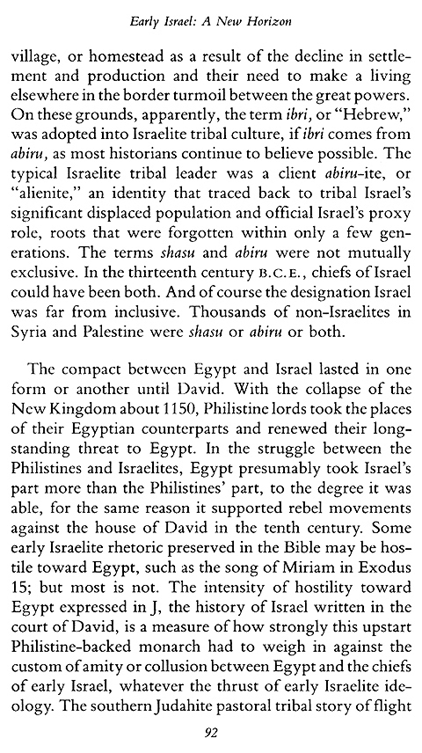 Early Israel: A New Horizon
village, or homestead as a result of the decline in settle-
ment and production and their need to make a living
elsewhere in the border turmoil between the great powers.
On these grounds, apparently, the term ibri, or “Hebrew,”
was adopted into Israelite tribal culture, if ibri comes from
abiru, as most historians continue to believe possible. The
typical Israelite tribal leader was a client abiru-ite, or
“alienite,” an identity that traced back to tribal Israel’s
significant displaced population and official Israel’s proxy
role, roots that were forgotten within only a few gen-
erations. The terms shasu and abiru were not mutually
exclusive. In the thirteenth century B.C.E., chiefs of Israel
could have been both. And of course the designation Israel
was far from inclusive. Thousands of non-Israelites in
Syria and Palestine were shasu or abiru or both.
The compact between Egypt and Israel lasted in one
form or another until David. With the collapse of the
New Kingdom about 1150, Philistine lords took the places
of their Egyptian counterparts and renewed their long-
standing threat to Egypt. In the struggle between the
Philistines and Israelites, Egypt presumably took Israel’s
part more than the Philistines’ part, to the degree it was
able, for the same reason it supported rebel movements
against the house of David in the tenth century. Some
early Israelite rhetoric preserved in the Bible may be hos-
tile toward Egypt, such as the song of Miriam in Exodus
15; but most is not. The intensity of hostility toward
Egypt expressed in J, the history of Israel written in the
court of David, is a measure of how strongly this upstart
Philistine-backed monarch had to weigh in against the
custom of amity or collusion between Egypt and the chiefs
of early Israel, whatever the thrust of early Israelite ide-
ology. The southern Judahite pastoral tribal story of flight
92